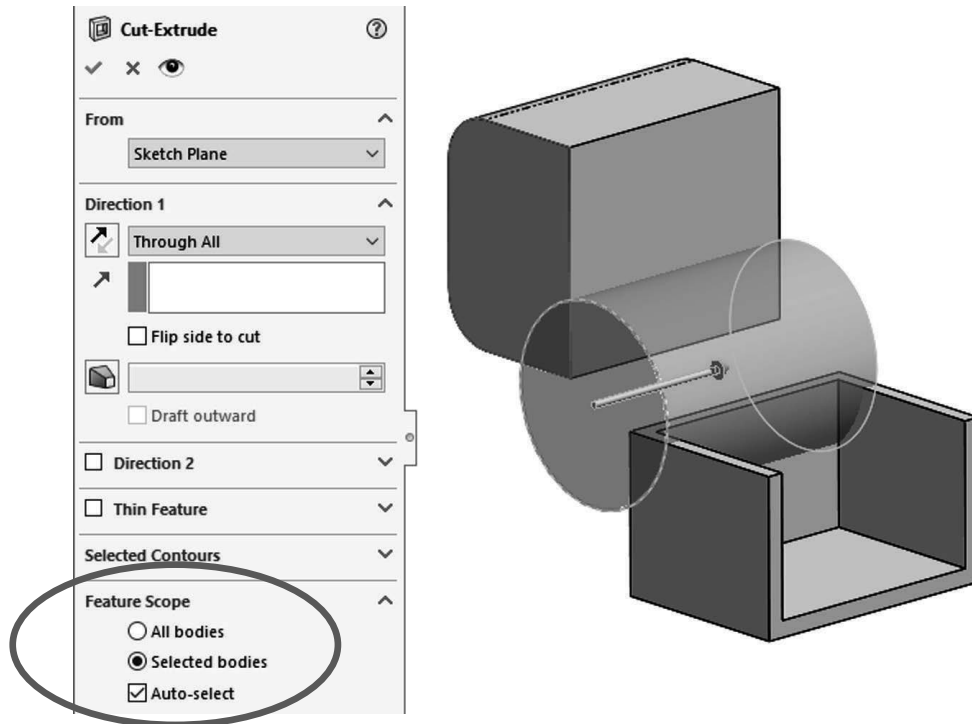 Cut-Extrude
From
Sketch Plane
Direction 1
Through All
Flip side to cut
Draft outward
Direction 2
Thin Feature
Selected Contours
Feature Scope
All bodies
Selected bodies
Auto-select